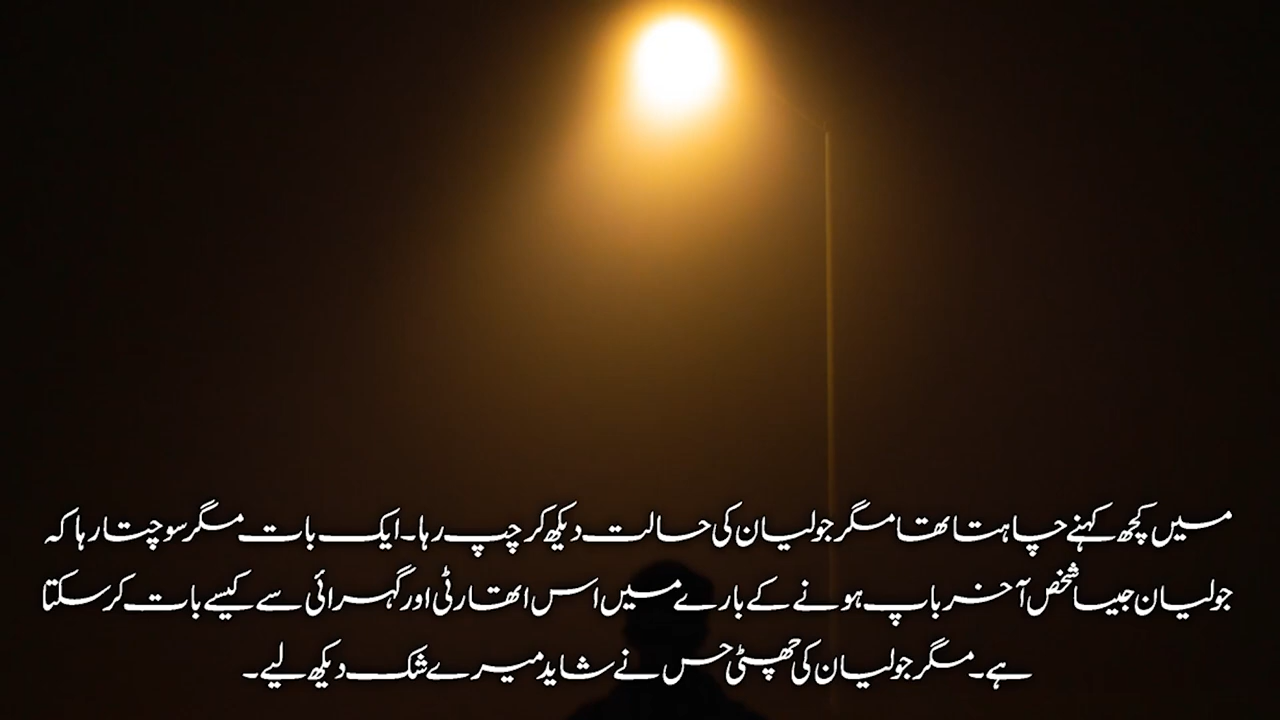 میں کچھ کہنے چاہتا تھا مگر جولیان کی حالت دیکھ کر چپ رہا۔ ایک بات مگر سوچتا رہا کہ
جولیان جیسا شخص آخر باپ ہونے کے بارے میں اس اتھارٹی اور گہرائی سے کیسے بات کر سکتا
ہے۔ مگر جولیان کی چھٹی حس نے شاید میرے شک دیکھ لیے۔